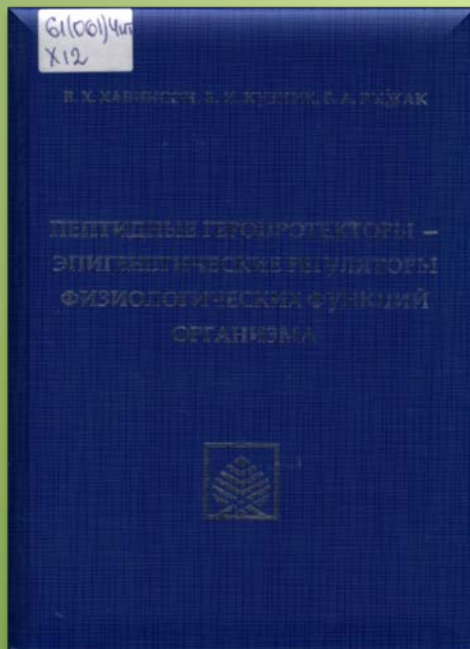 61(061)Чит
Х12
В. Х. ХАВИНСОН, Б. И. КУЗНИК, Г. А. РЫЖАК
ПЕПТИДНЫЕ ГЕРОПРОТЕКТОРЫ –
ЭПИГЕНЕТИЧЕСКИЕ РЕГУЛЯТОРЫ
ФИЗИОЛОГИЧЕСКИХ ФУНКЦИЙ
ОРГАНИЗМА